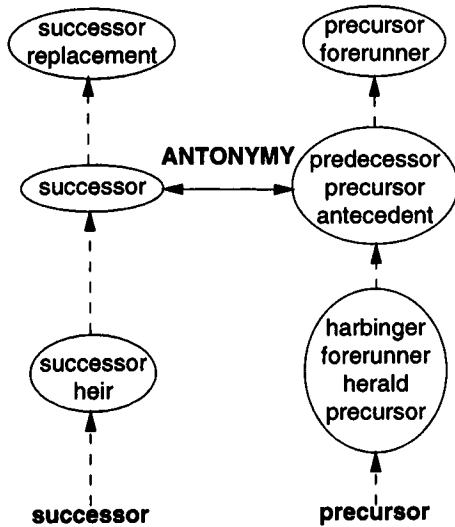 successor
replacement
precursor
forerunner
ANTONYMY
successor
predecessor
precursor
antecedent
successor
heir
harbinger
forerunner
herald
precursor
successor
precursor